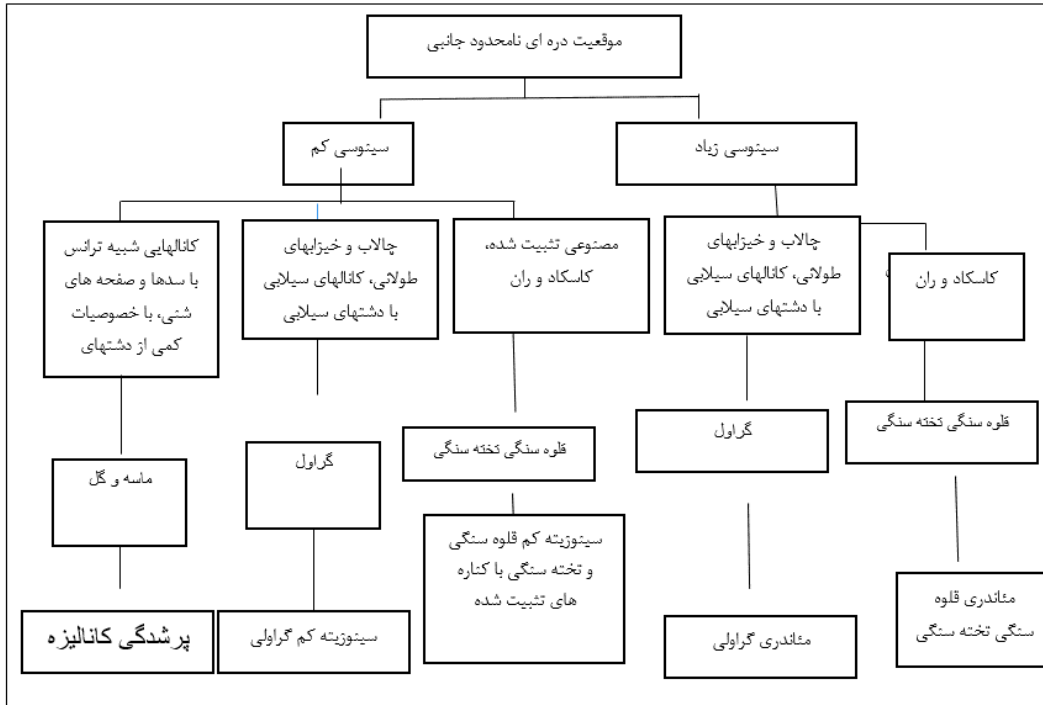 موقعیت دره ای نامحدود جانبی
سینوسی زیاد
سینوسی کم
کاسکاد و ران
چالاب و خیزابهای
طولانی، کانالهای سیلابی
با دشتهای سیلابی
مصنوعی تثبیت شده،
کاسکاد و ران
چالاب و خیزابهای
طولانی، کانالهای سیلابی
با دشتهای سیلابی
کانالهایی شبیه ترانس
با سدها و صفحه های
شنی، با خصوصیات
کمی از دشتهای
قلوه سنگی تخته سنگی
گراول
قلوه سنگی تخته سنگی
گراول
ماسه و گل
مئاندری قلوه
سنگی تخته سنگی
مئاندری گراولی
سینوزیته کم قلوه سنگی
و تخته سنگی با کناره
های تثبیت شده
سینوزیته کم گراولی
پرشدگی کانالیزه